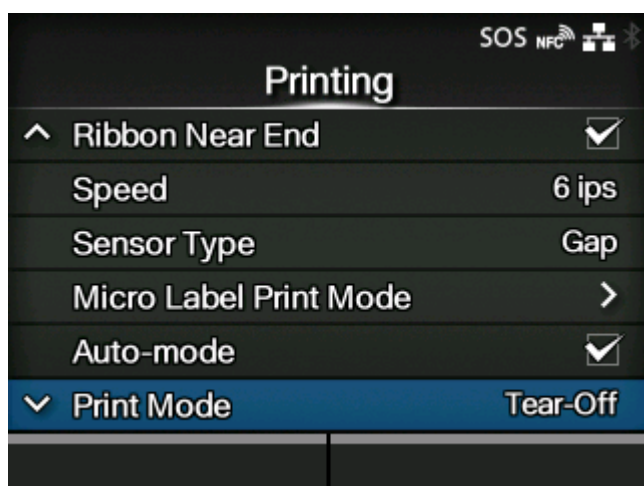 SOS NFC
Printing
Ribbon Near End
Speed 6 ips
Sensor Type Gap
Micro Label Print Mode
Auto-mode
Print Mode Tear-Off